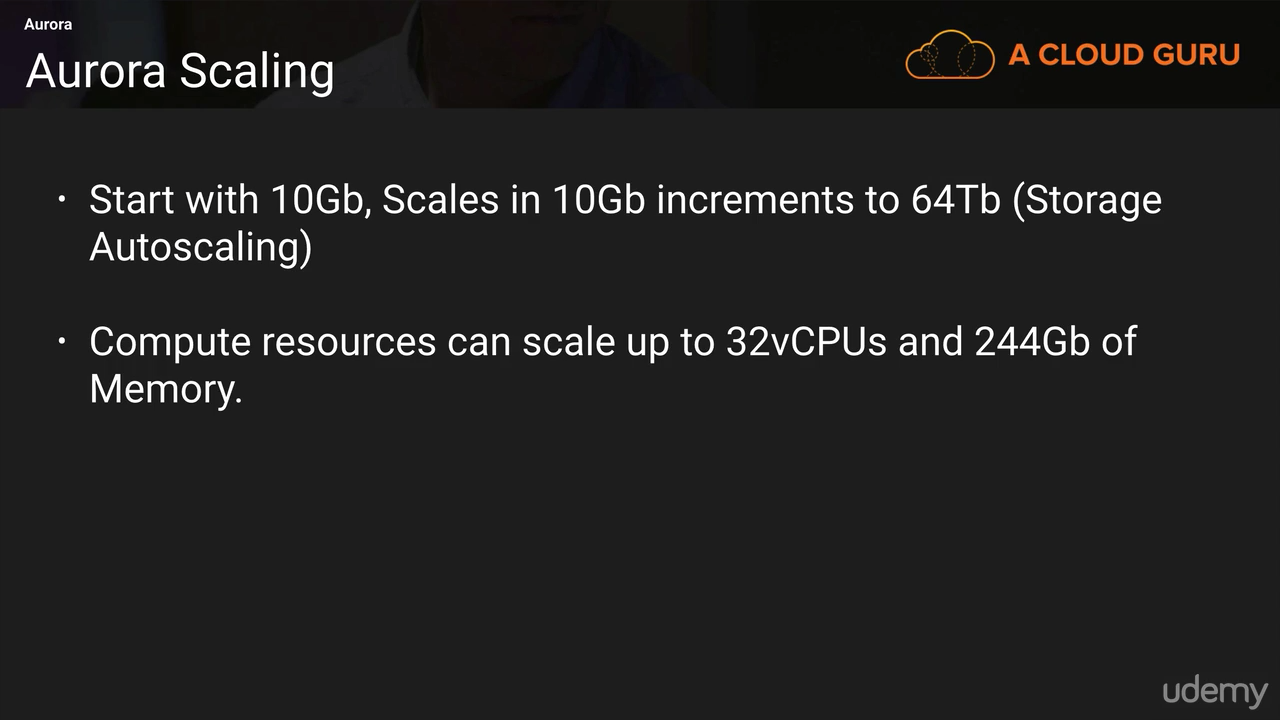 Aurora
Aurora Scaling
A CLOUD GURU
• Start with 10Gb, Scales in 10Gb increments to 64Tb (Storage
Autoscaling)
• Compute resources can scale up to 32vCPUs and 244Gb of
Memory.
udemy